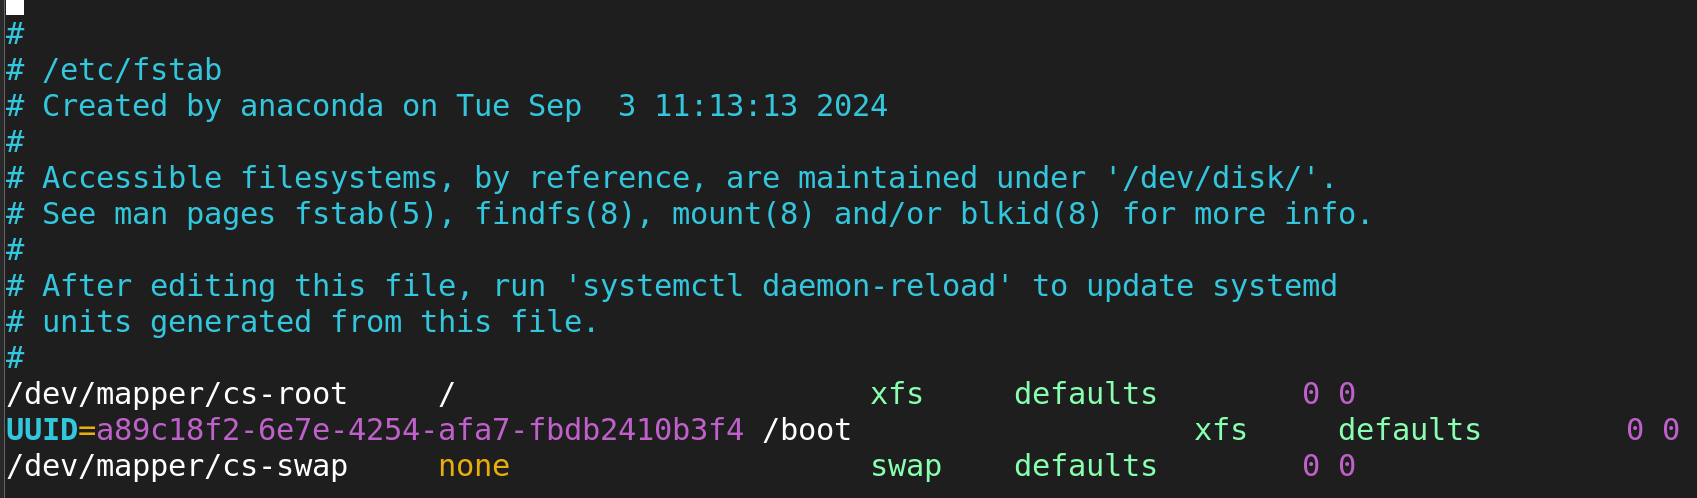 #
# /etc/fstab
# Created by anaconda on Tue Sep  3 11:13:13 2024
#
# Accessible filesystems, by reference, are maintained under '/dev/disk/'.
# See man pages fstab(5), findfs(8), mount(8) and/or blkid(8) for more info.
#
# After editing this file, run 'systemctl daemon-reload' to update systemd
# units generated from this file.
#
/dev/mapper/cs-root     /                       xfs     defaults        0 0
UUID=a89c18f2-6e7e-4254-afa7-fbdb2410b3f4 /boot                   xfs     defaults        0 0
/dev/mapper/cs-swap     none                    swap    defaults        0 0